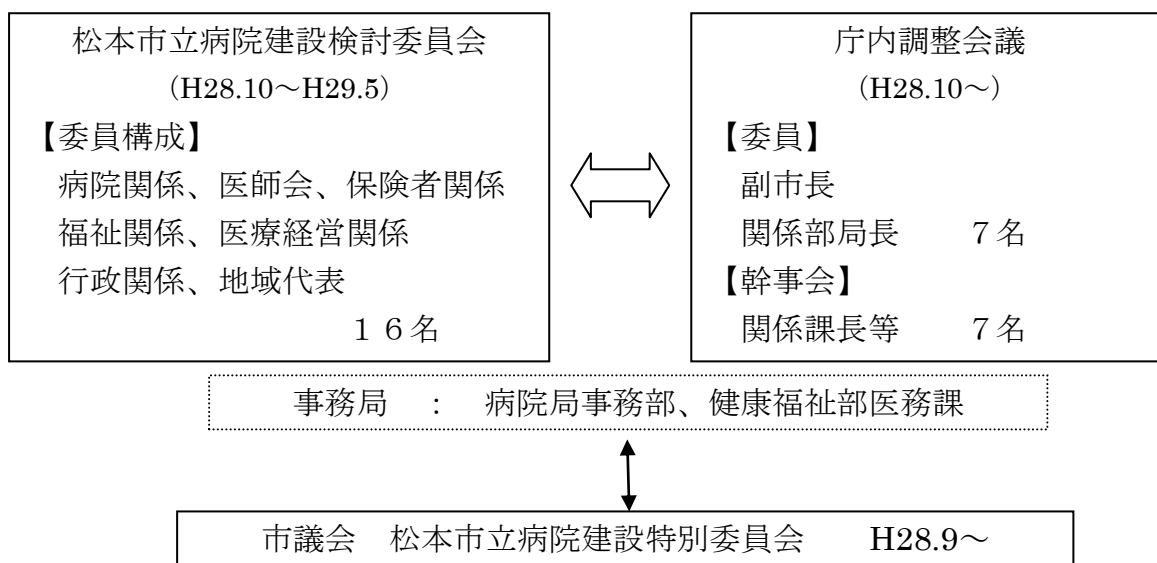 松本市立病院建設検討委員会
（H28.10～H29.5）
【委員構成】
病院関係、医師会、保険者関係
福祉関係、医療経営関係
行政関係、地域代表
１６名
庁内調整会議
（H28.10～）
【委員】
副市長
関係部局長　　７名
【幹事会】
関係課長等　　７名
事務局　：　病院局事務部、健康福祉部医務課
市議会　松本市立病院建設特別委員会　　H28.9～